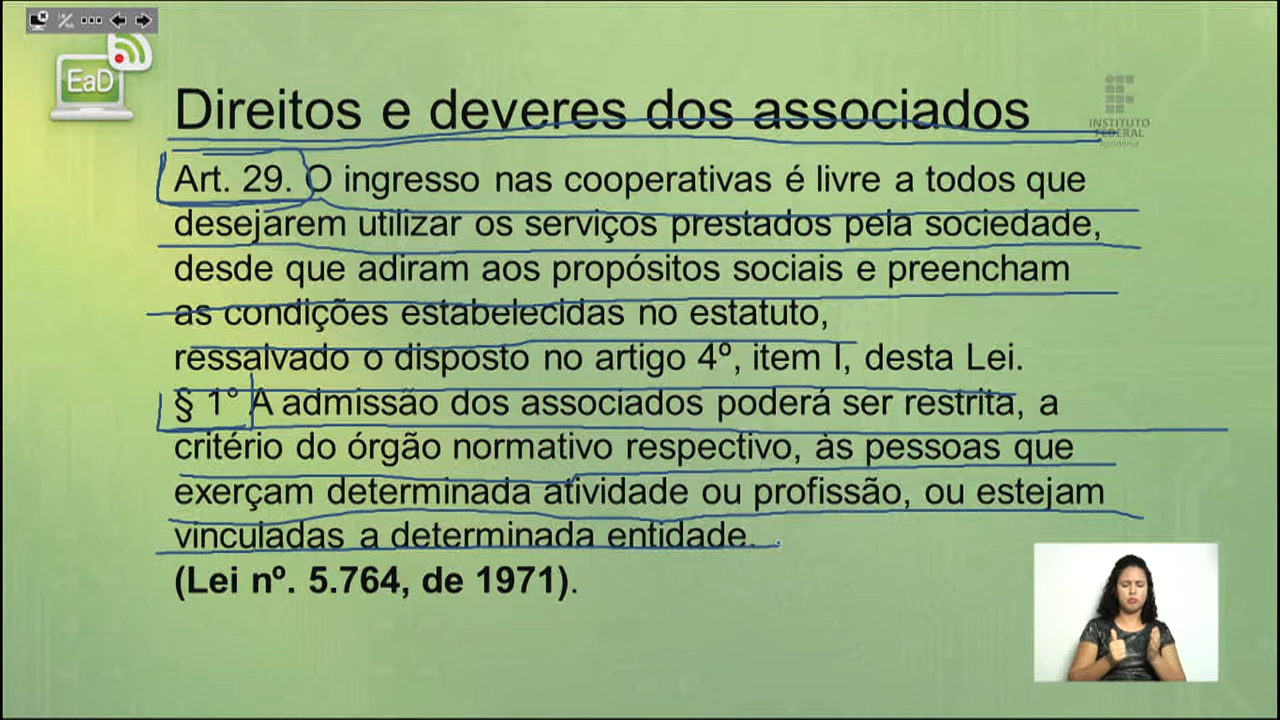 EaD
Direitos e deveres dos associados
INSTITUTO
FEDERAL
Rondônia
Art. 29. O ingresso nas cooperativas é livre a todos que
desejarem utilizar os serviços prestados pela sociedade,
desde que adiram aos propósitos sociais e preencham
as condições estabelecidas no estatuto,
ressalvado o disposto no artigo 4º, item I, desta Lei.
§ 1° A admissão dos associados poderá ser restrita, a
critério do órgão normativo respectivo, às pessoas que
exerçam determinada atividade ou profissão, ou estejam
vinculadas a determinada entidade.
(Lei nº. 5.764, de 1971).